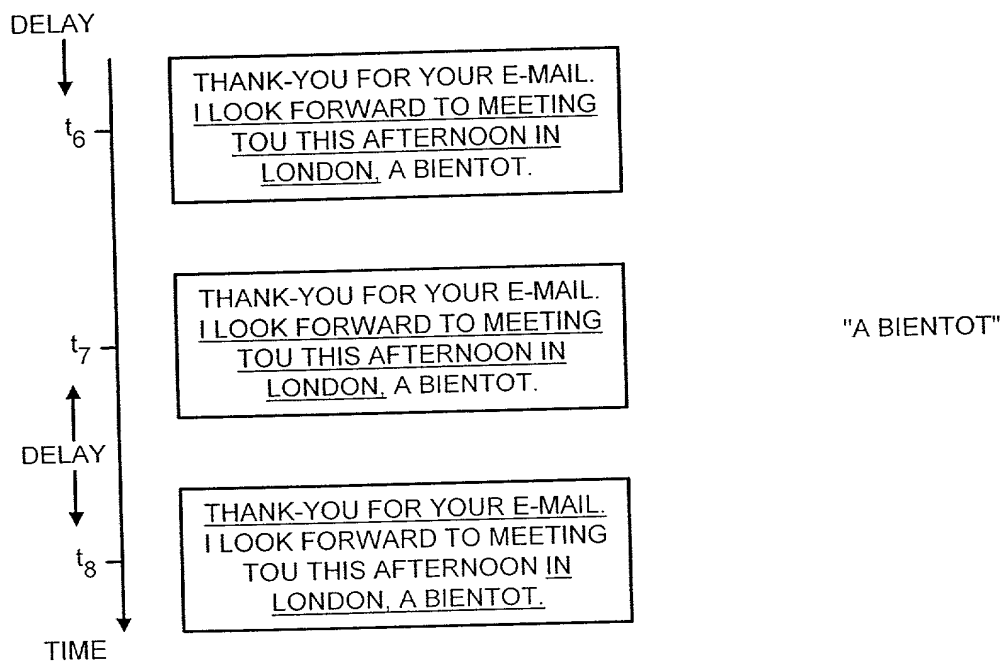 DELAY
t6
THANK-YOU FOR YOUR E-MAIL.
I LOOK FORWARD TO MEETING
TOU THIS AFTERNOON IN
LONDON, A BIENTOT.
t7
THANK-YOU FOR YOUR E-MAIL.
I LOOK FORWARD TO MEETING
TOU THIS AFTERNOON IN
LONDON, A BIENTOT.
"A BIENTOT"
DELAY
t8
THANK-YOU FOR YOUR E-MAIL.
I LOOK FORWARD TO MEETING
TOU THIS AFTERNOON IN
LONDON, A BIENTOT.
TIME